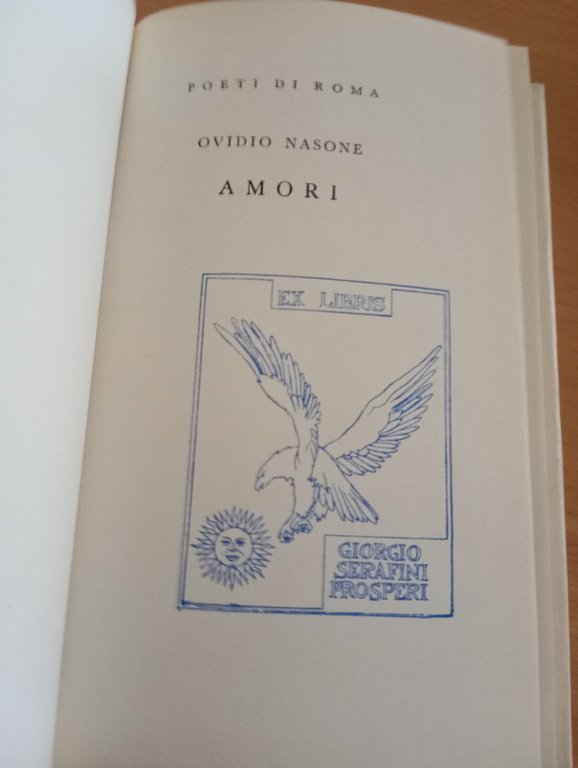 POETI DI ROMA
OVIDIO NASONE
AMORI
EX LIBRIS
GIORGIO
SERAFINI
PROSPERI